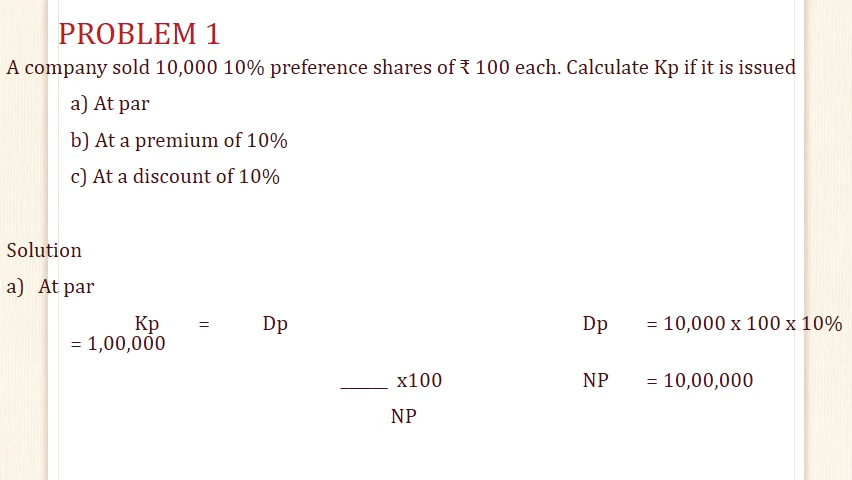 PROBLEM 1
A company sold 10,000 10% preference shares of ₹ 100 each. Calculate Kp if it is issued
a) At par
b) At a premium of 10%
c) At a discount of 10%
Solution
a) At par
Kp = Dp Dp = 10,000 x 100 x 10%
= 1,00,000
______ x100 NP = 10,00,000
NP